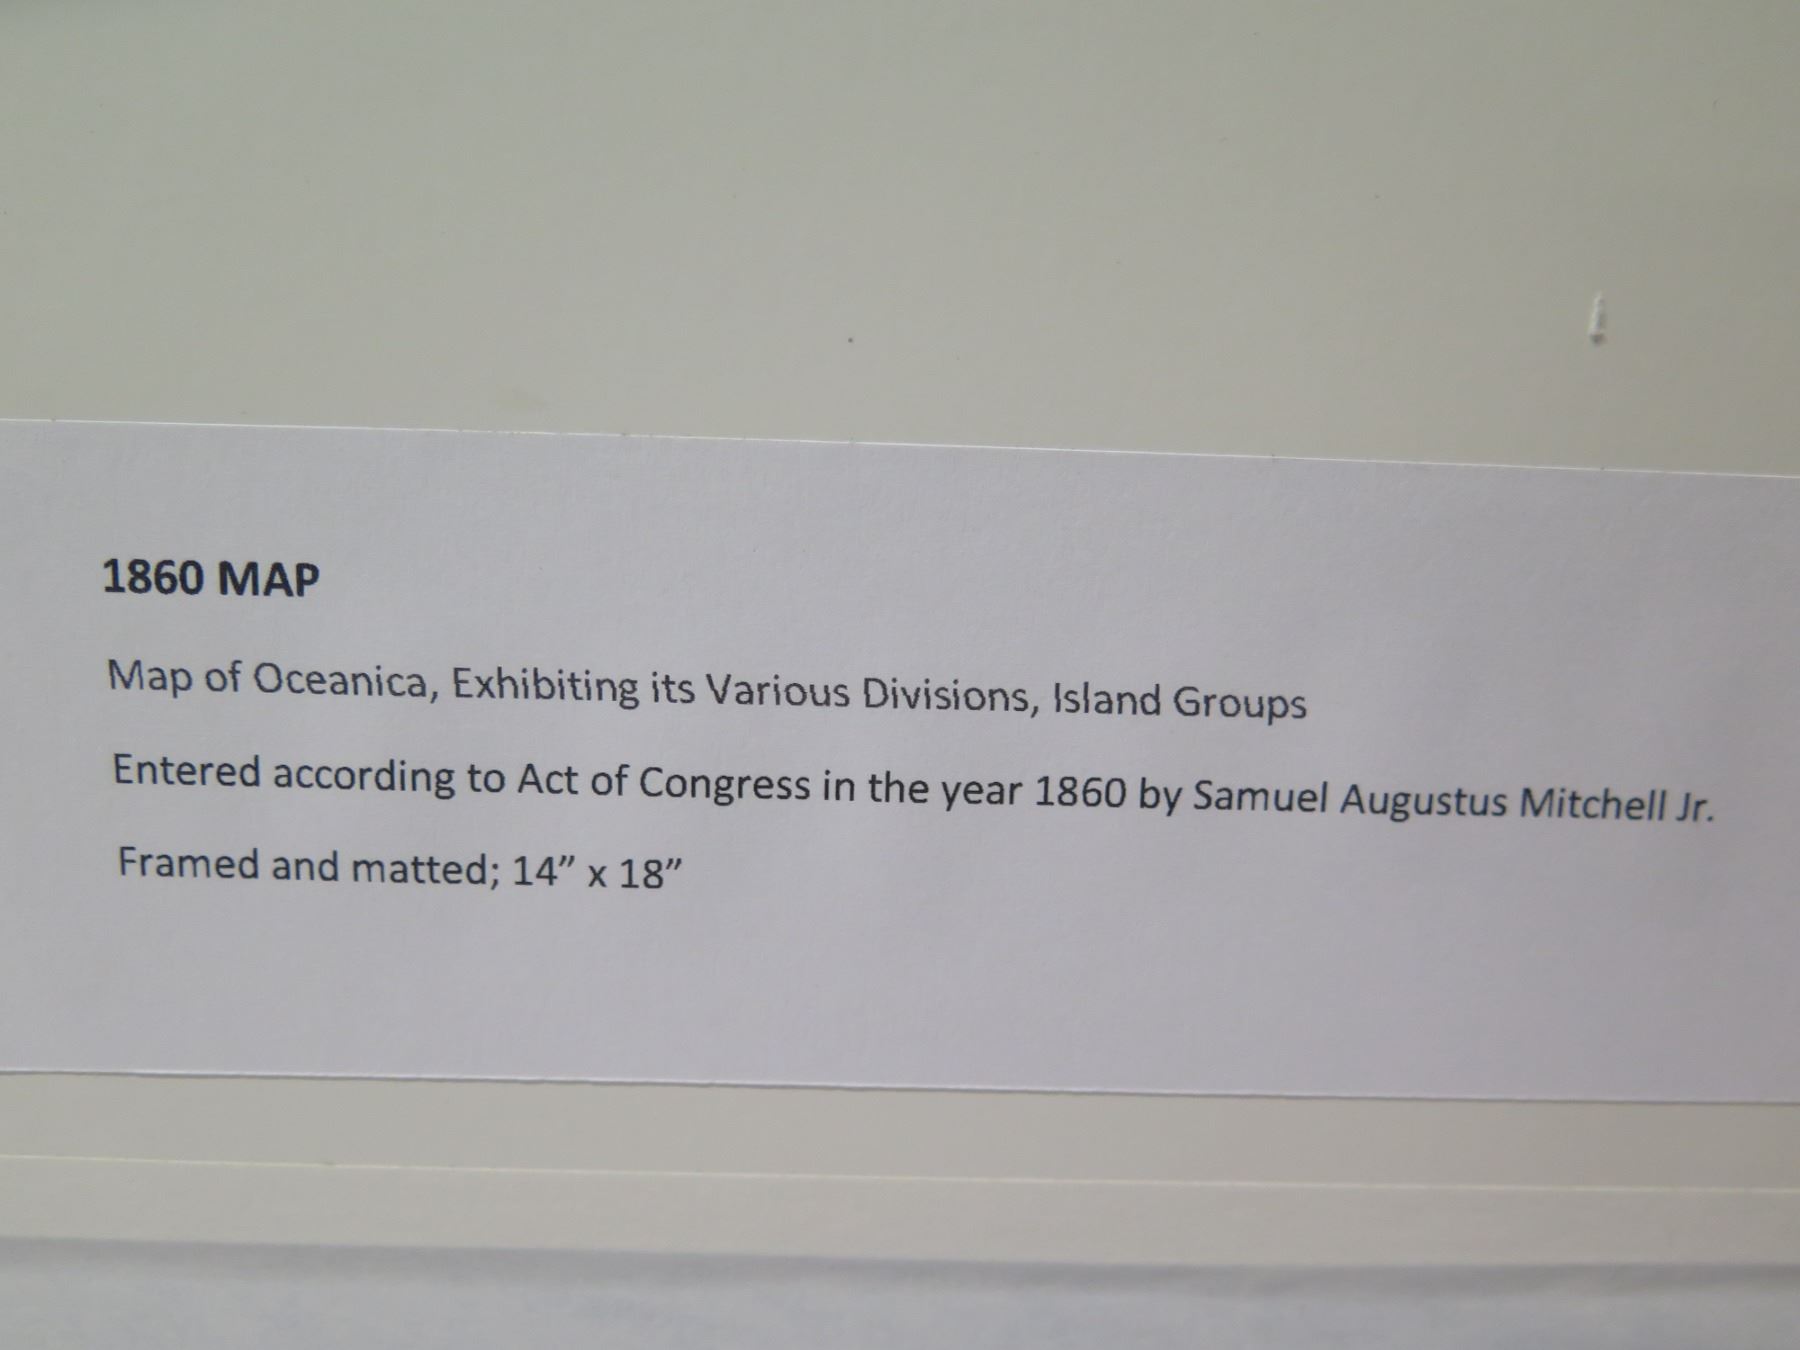 1860 MAP
Map of Oceanica, Exhibiting its Various Divisions, Island Groups
Entered according to Act of Congress in the year 1860 by Samuel Augustus Mitchell Jr.
Framed and matted; 14” x 18”